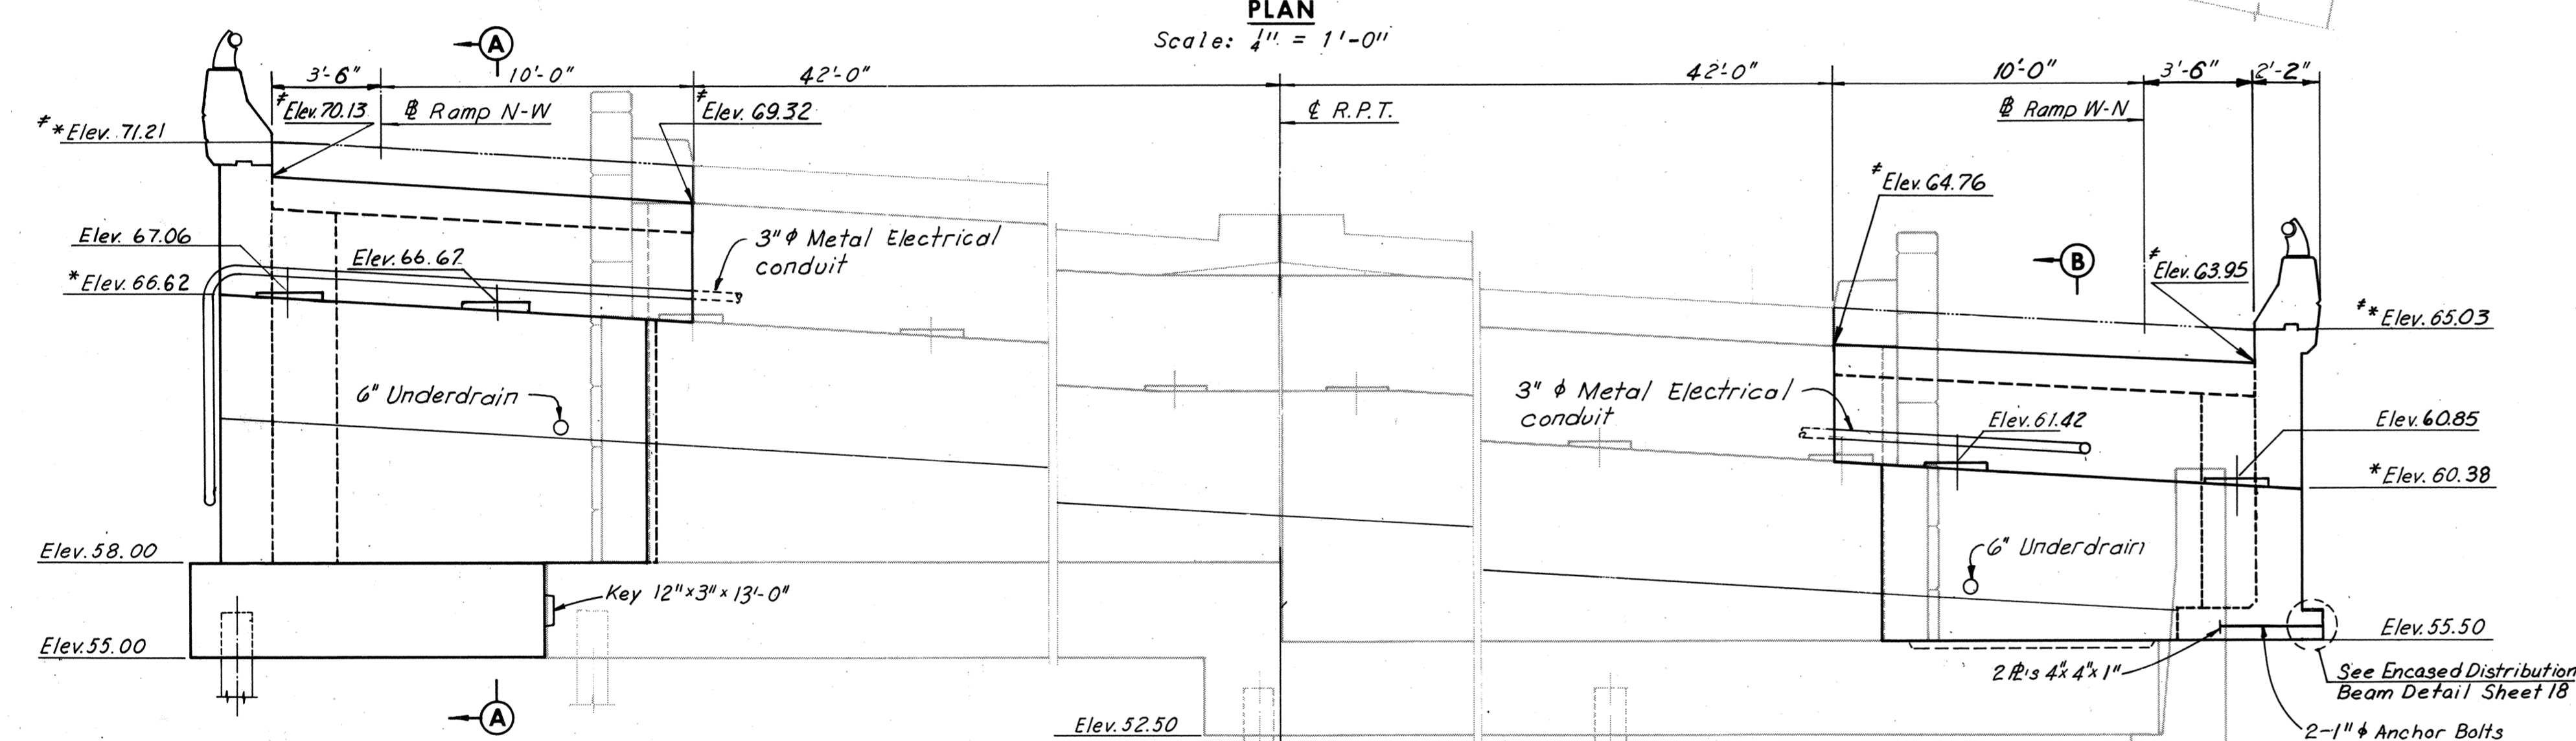 PLAN
Scale: 1/4" = 1'-0"
A
3'-6" 10'-0" 42'-0" 42'-0" 10'-0" 3'-6" 2'-2"
≠Elev. 70.13
℄ Ramp N-W
≠Elev. 69.32
℄ R.P.T.
℄ Ramp W-N
≠*Elev. 71.21
≠Elev. 64.76
Elev. 67.06
Elev. 66.67
3" ϕ Metal Electrical
conduit
B
≠Elev. 63.95
*Elev. 66.62
≠*Elev. 65.03
6" Underdrain
3" ϕ Metal Electrical
conduit
Elev. 61.42
Elev. 60.85
*Elev. 60.38
Elev. 58.00
6" Underdrain
Key 12"x3"x13'-0"
Elev. 55.00
Elev. 55.50
2 ℙL's 4"x4"x1"
See Encased Distribution
Beam Detail Sheet 18
A
Elev. 52.50
2-1" ϕ Anchor Bolts